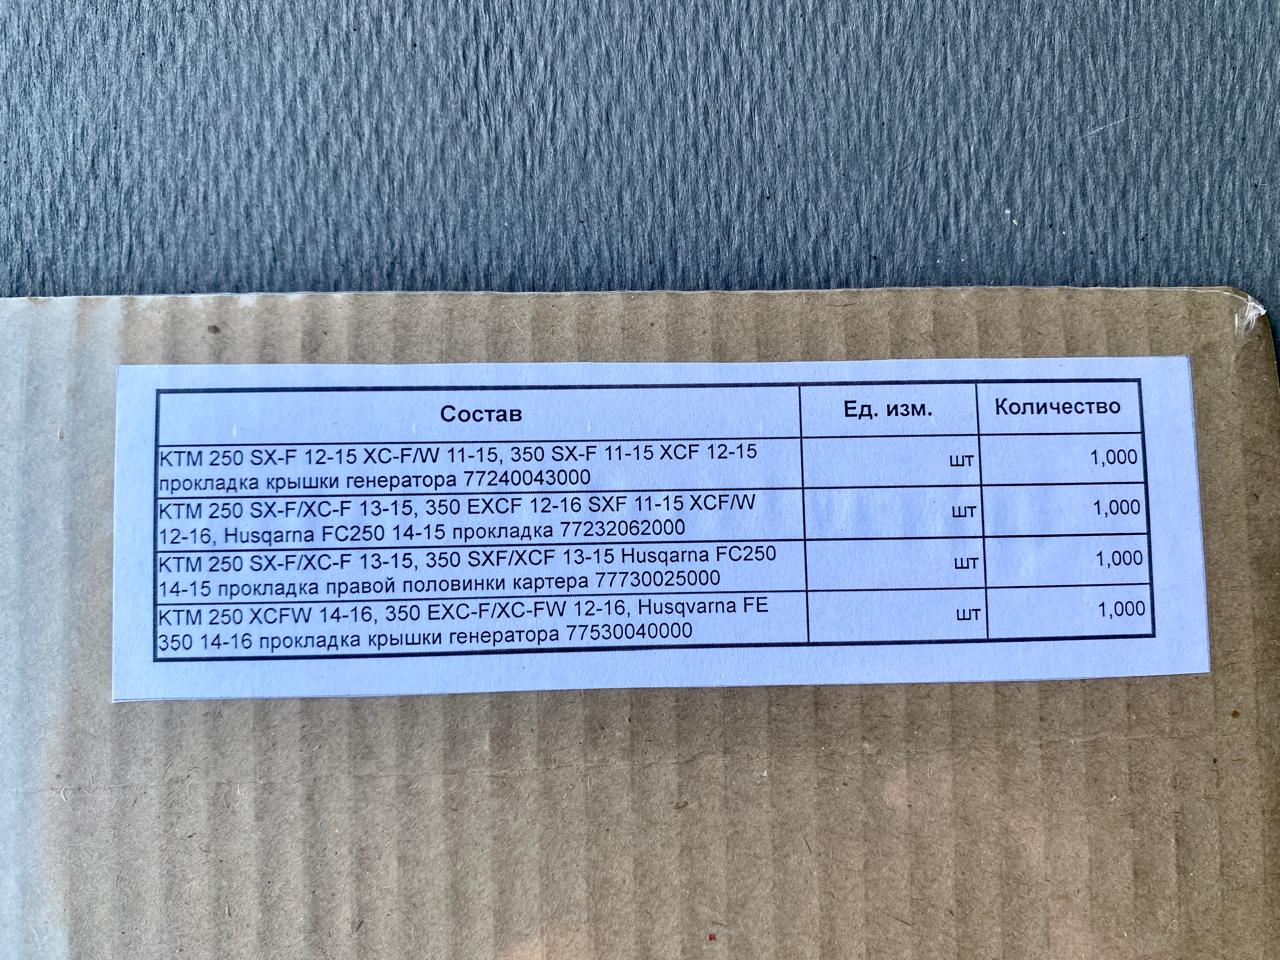 Состав Ед. изм. Количество
KTM 250 SX-F 12-15 XC-F/W 11-15, 350 SX-F 11-15 XCF 12-15 шт 1,000
прокладка крышки генератора 77240043000
KTM 250 SX-F/XC-F 13-15, 350 EXCF 12-16 SXF 11-15 XCF/W шт 1,000
12-16, Husqarna FC250 14-15 прокладка 77232062000
KTM 250 SX-F/XC-F 13-15, 350 SXF/XCF 13-15 Husqarna FC250 шт 1,000
14-15 прокладка правой половинки картера 77730025000
KTM 250 XCFW 14-16, 350 EXC-F/XC-FW 12-16, Husqvarna FE шт 1,000
350 14-16 прокладка крышки генератора 77530040000